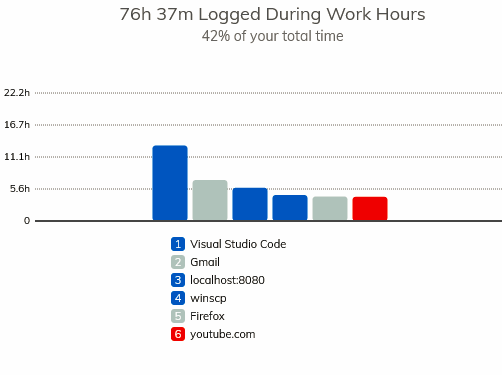 76h 37m Logged During Work Hours
42% of your total time
22.2h
16.7h
11.1h
5.6h
0
1 Visual Studio Code
2 Gmail
3 localhost:8080
4 winscp
5 Firefox
6 youtube.com